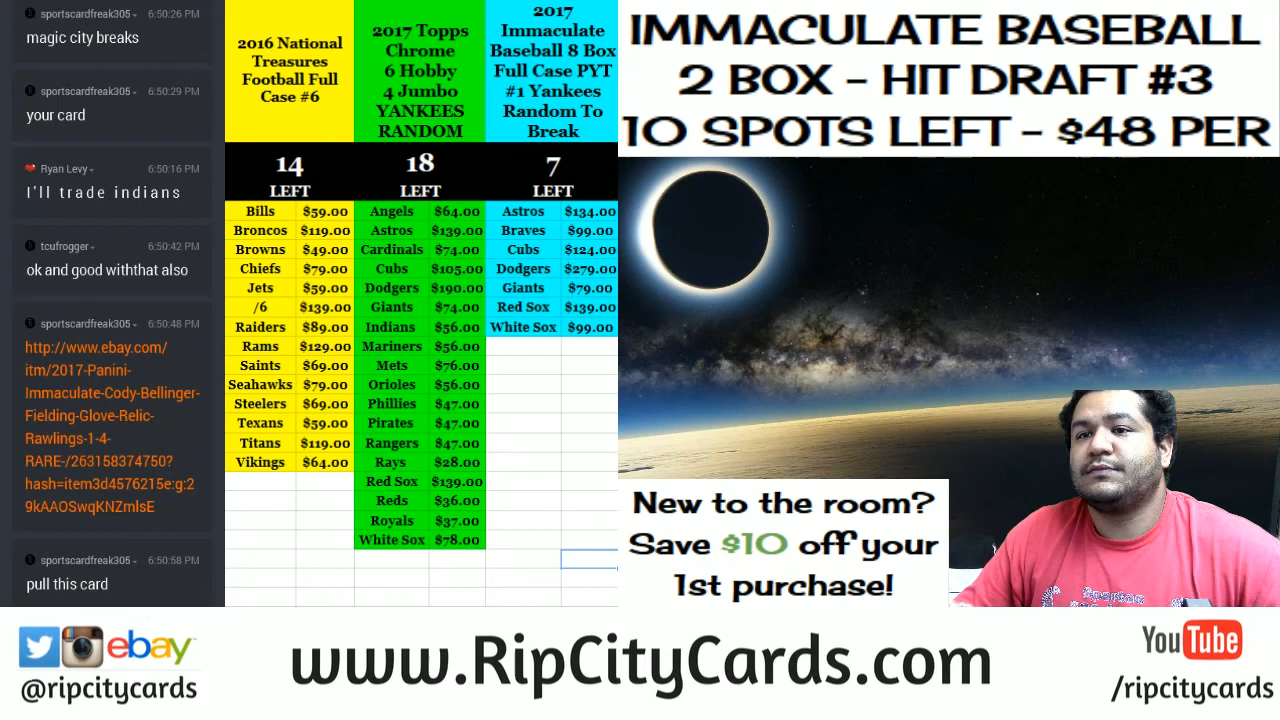 sportscardfreak305 6:50:26 PM
magic city breaks
sportscardfreak305 6:50:29 PM
your card
Ryan Levy 6:50:16 PM
I'll trade indians
tcufrogger 6:50:42 PM
ok and good withthat also
sportscardfreak305 6:50:48 PM
http://www.ebay.com/
itm/2017-Panini-
Immaculate-Cody-Bellinger-
Fielding-Glove-Relic-
Rawlings-1-4-
RARE-/263158374750?
hash=item3d4576215e:g:2
9kAAOSwqKNZmlsE
sportscardfreak305 6:50:58 PM
pull this card
2016 National
Treasures
Football Full
Case #6
14
LEFT
Bills $59.00
Broncos $119.00
Browns $49.00
Chiefs $79.00
Jets $59.00
/6 $139.00
Raiders $89.00
Rams $129.00
Saints $69.00
Seahawks $79.00
Steelers $69.00
Texans $59.00
Titans $119.00
Vikings $64.00
2017 Topps
Chrome
6 Hobby
4 Jumbo
YANKEES
RANDOM
18
LEFT
Angels $64.00
Astros $139.00
Cardinals $74.00
Cubs $105.00
Dodgers $190.00
Giants $74.00
Indians $56.00
Mariners $56.00
Mets $76.00
Orioles $56.00
Phillies $47.00
Pirates $47.00
Rangers $47.00
Rays $28.00
Red Sox $139.00
Reds $36.00
Royals $37.00
White Sox $78.00
2017
Immaculate
Baseball 8 Box
Full Case PYT
#1 Yankees
Random To
Break
7
LEFT
Astros $134.00
Braves $99.00
Cubs $124.00
Dodgers $279.00
Giants $79.00
Red Sox $139.00
White Sox $99.00
IMMACULATE BASEBALL
2 BOX - HIT DRAFT #3
10 SPOTS LEFT - $48 PER
New to the room?
Save $10 off your
1st purchase!
ebay
@ripcitycards
www.RipCityCards.com
YouTube
/ripcitycards